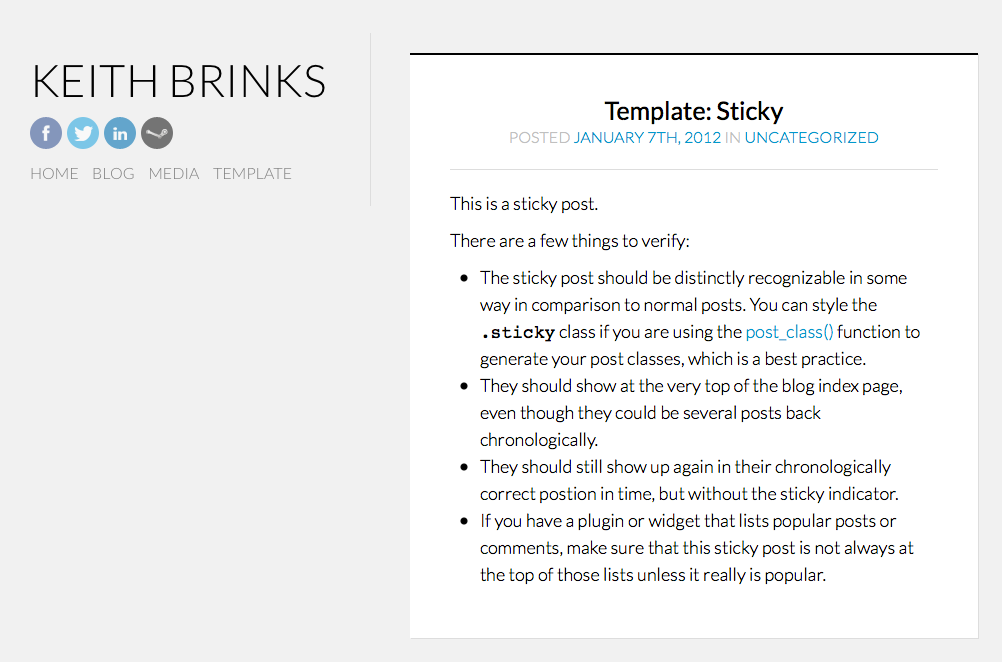 KEITH BRINKS
f in
HOME BLOG MEDIA TEMPLATE
Template: Sticky
POSTED JANUARY 7TH, 2012 IN UNCATEGORIZED
This is a sticky post.
There are a few things to verify:
The sticky post should be distinctly recognizable in some
way in comparison to normal posts. You can style the
.sticky class if you are using the post_class() function to
generate your post classes, which is a best practice.
They should show at the very top of the blog index page,
even though they could be several posts back
chronologically.
They should still show up again in their chronologically
correct postion in time, but without the sticky indicator.
If you have a plugin or widget that lists popular posts or
comments, make sure that this sticky post is not always at
the top of those lists unless it really is popular.